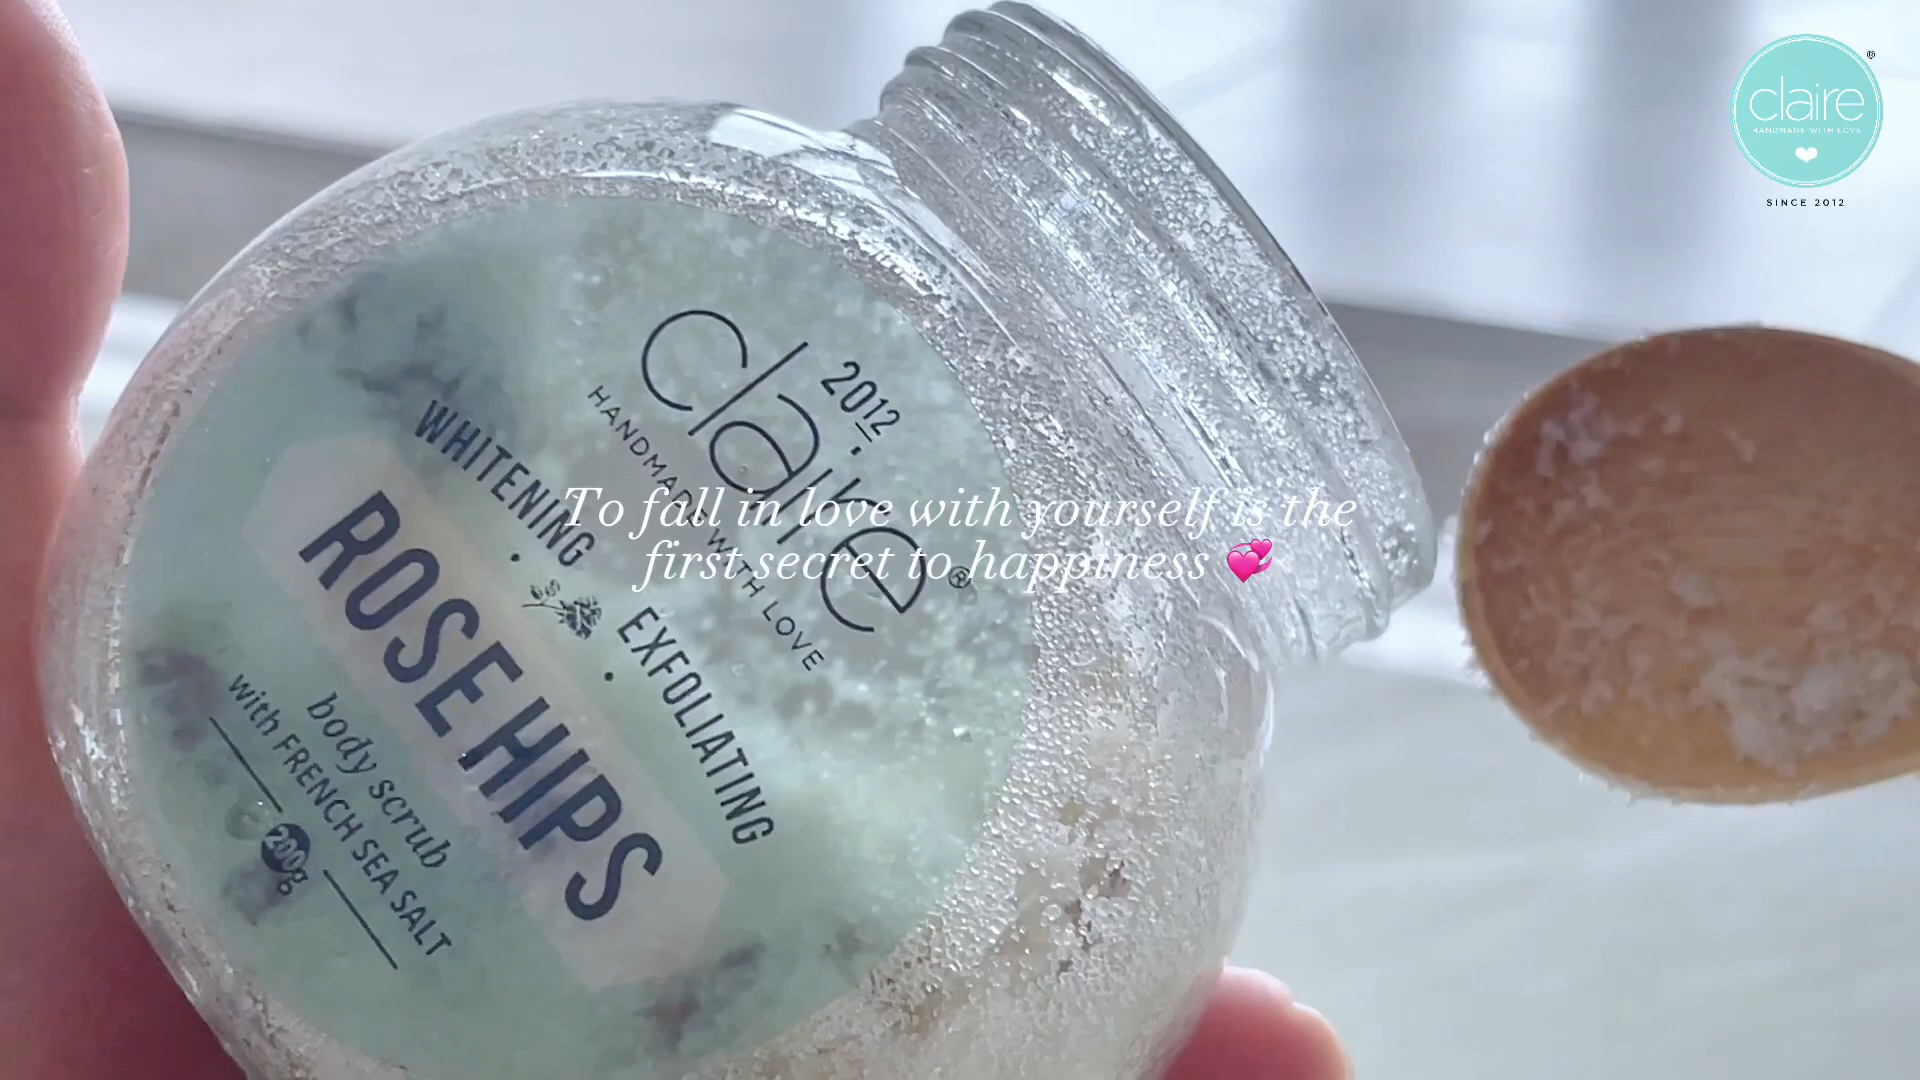 claire
®
HANDMADE WITH LOVE
SINCE 2012
2012
claire®
HANDMADE WITH LOVE
WHITENING
EXFOLIATING
ROSE HIPS
body scrub
with FRENCH SEA SALT
200g
To fall in love with yourself is the
first secret to happiness 💞